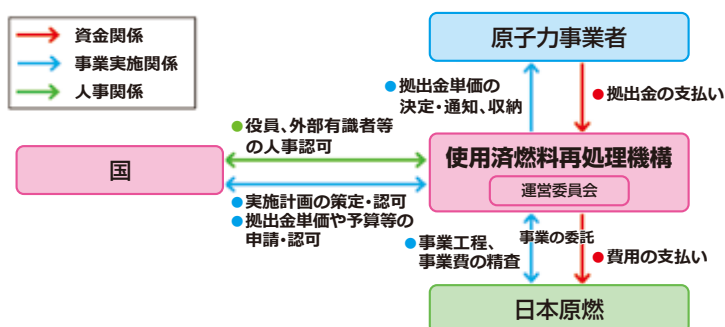 資金関係
事業実施関係
人事関係
原子力事業者
●拠出金単価の
決定・通知、収納
●拠出金の支払い
●役員、外部有識者等
の人事認可
国
使用済燃料再処理機構
運営委員会
●実施計画の策定・認可
●拠出金単価や予算等の
申請・認可
●事業工程、
事業費の精査
事業の委託
●費用の支払い
日本原燃